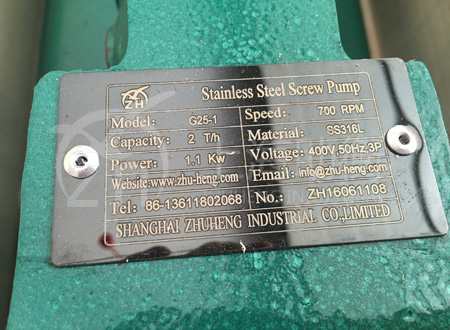 ZH
Stainless Steel Screw Pump
Model: G25-1 Speed: 700 RPM
Capacity: 2 T/h Material: SS316L
Power: 1.1 Kw Voltage: 400V,50Hz,3P
Website:www.zhu-heng.com Email: info@zhu-heng.com
Tel: 86-13611802068 No.: ZH16061108
SHANGHAI ZHUHENG INDUSTRIAL CO.,LIMITED